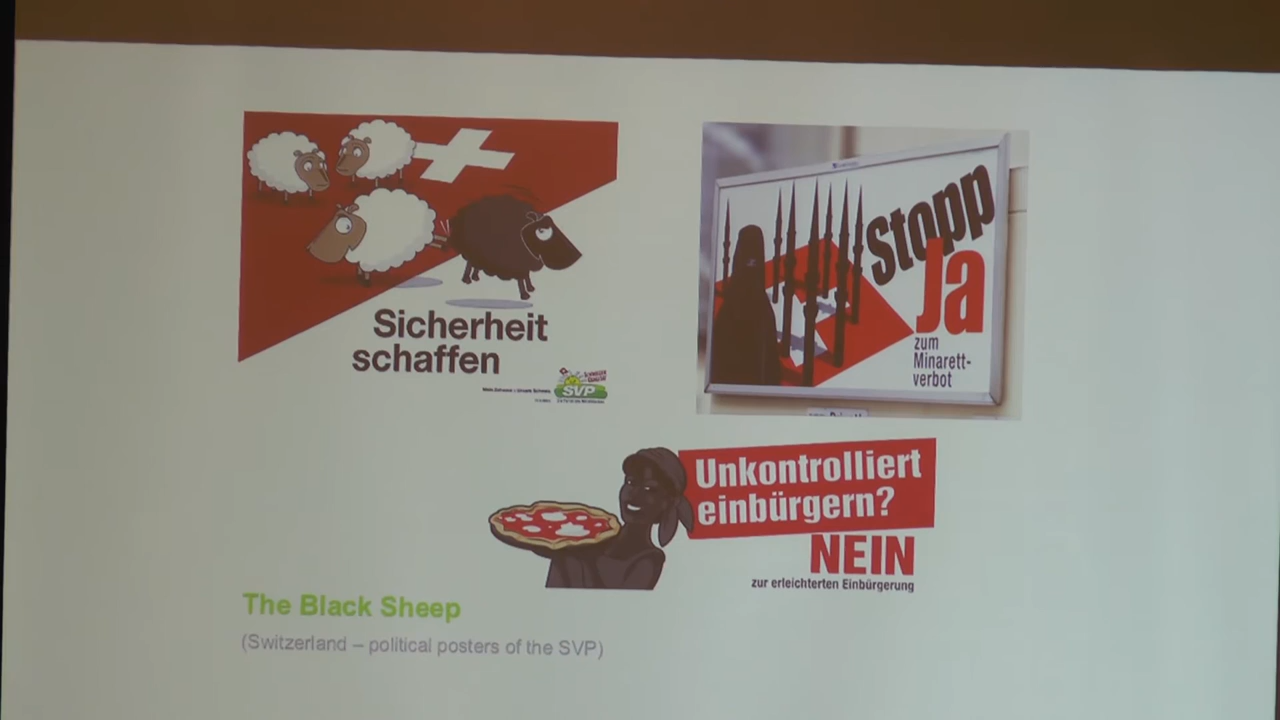 Sicherheit
schaffen
SVP
Stopp
Ja
zum
Minarett-
verbot
Unkontrolliert
einbürgern?
NEIN
zur erleichterten Einbürgerung
The Black Sheep
(Switzerland – political posters of the SVP)